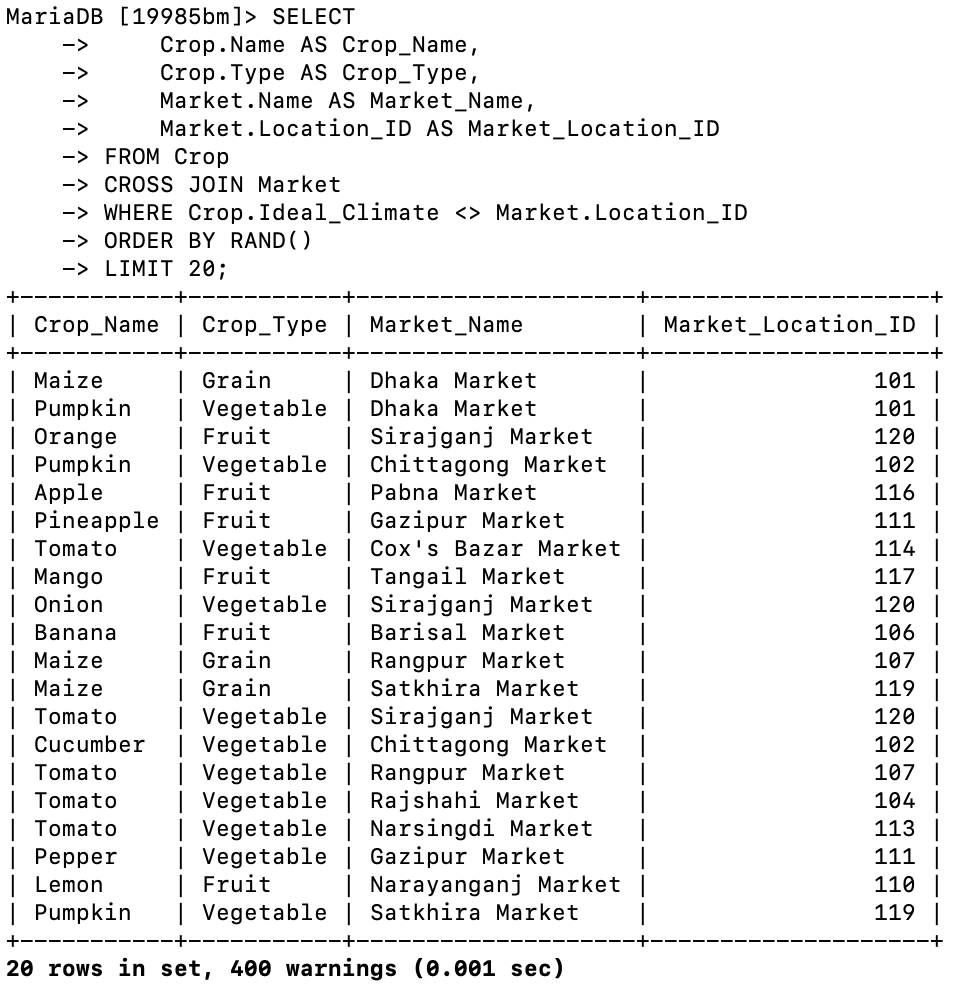 MariaDB [19985bm]> SELECT
    ->     Crop.Name AS Crop_Name,
    ->     Crop.Type AS Crop_Type,
    ->     Market.Name AS Market_Name,
    ->     Market.Location_ID AS Market_Location_ID
    -> FROM Crop
    -> CROSS JOIN Market
    -> WHERE Crop.Ideal_Climate <> Market.Location_ID
    -> ORDER BY RAND()
    -> LIMIT 20;
+-----------+-----------+--------------------+--------------------+
| Crop_Name | Crop_Type | Market_Name        | Market_Location_ID |
+-----------+-----------+--------------------+--------------------+
| Maize     | Grain     | Dhaka Market       |                101 |
| Pumpkin   | Vegetable | Dhaka Market       |                101 |
| Orange    | Fruit     | Sirajganj Market   |                120 |
| Pumpkin   | Vegetable | Chittagong Market  |                102 |
| Apple     | Fruit     | Pabna Market       |                116 |
| Pineapple | Fruit     | Gazipur Market     |                111 |
| Tomato    | Vegetable | Cox's Bazar Market |                114 |
| Mango     | Fruit     | Tangail Market     |                117 |
| Onion     | Vegetable | Sirajganj Market   |                120 |
| Banana    | Fruit     | Barisal Market     |                106 |
| Maize     | Grain     | Rangpur Market     |                107 |
| Maize     | Grain     | Satkhira Market    |                119 |
| Tomato    | Vegetable | Sirajganj Market   |                120 |
| Cucumber  | Vegetable | Chittagong Market  |                102 |
| Tomato    | Vegetable | Rangpur Market     |                107 |
| Tomato    | Vegetable | Rajshahi Market    |                104 |
| Tomato    | Vegetable | Narsingdi Market   |                113 |
| Pepper    | Vegetable | Gazipur Market     |                111 |
| Lemon     | Fruit     | Narayanganj Market |                110 |
| Pumpkin   | Vegetable | Satkhira Market    |                119 |
+-----------+-----------+--------------------+--------------------+
20 rows in set, 400 warnings (0.001 sec)